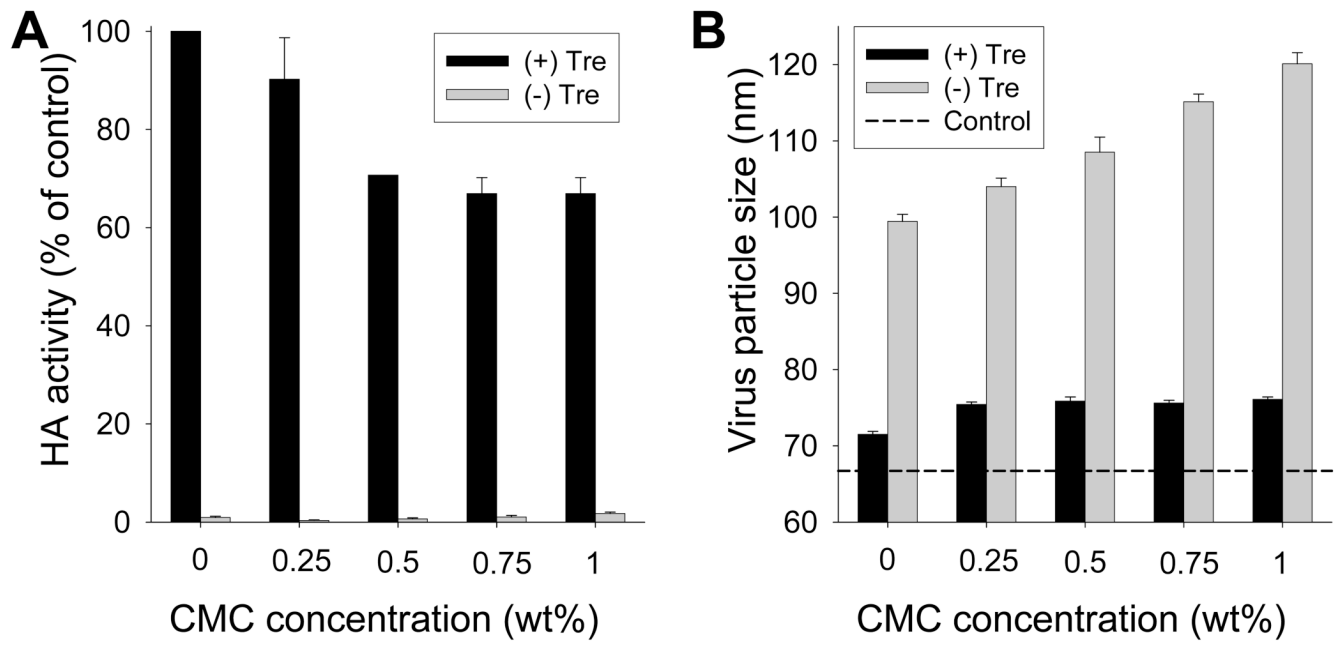 A
HA activity (% of control)
100
80
60
40
20
0
(+) Tre
(-) Tre
0 0.25 0.5 0.75 1
CMC concentration (wt%)
B
Virus particle size (nm)
120
110
100
90
80
70
60
(+) Tre
(-) Tre
Control
0 0.25 0.5 0.75 1
CMC concentration (wt%)